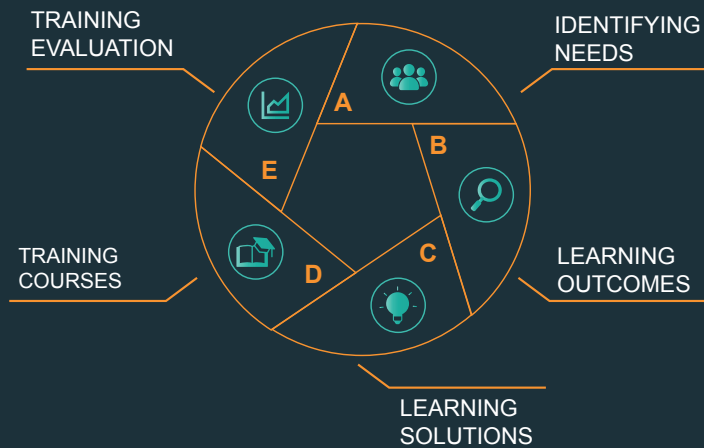 TRAINING
EVALUATION
IDENTIFYING
NEEDS
A
B
E
C
D
TRAINING
COURSES
LEARNING
OUTCOMES
LEARNING
SOLUTIONS